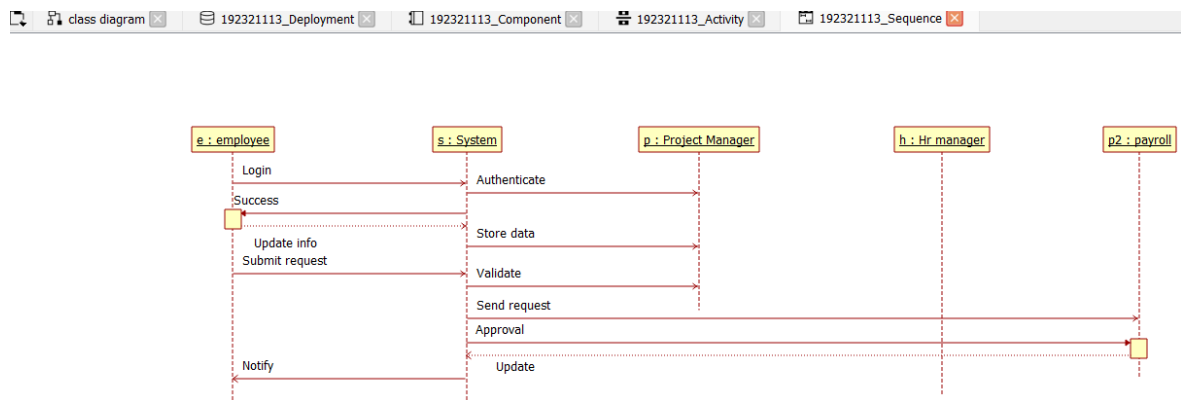 class diagram
192321113_Deployment
192321113_Component
192321113_Activity
192321113_Sequence
e : employee
s : System
p : Project Manager
h : Hr manager
p2 : payroll
Login
Authenticate
Success
Store data
Update info
Submit request
Validate
Send request
Approval
Notify
Update